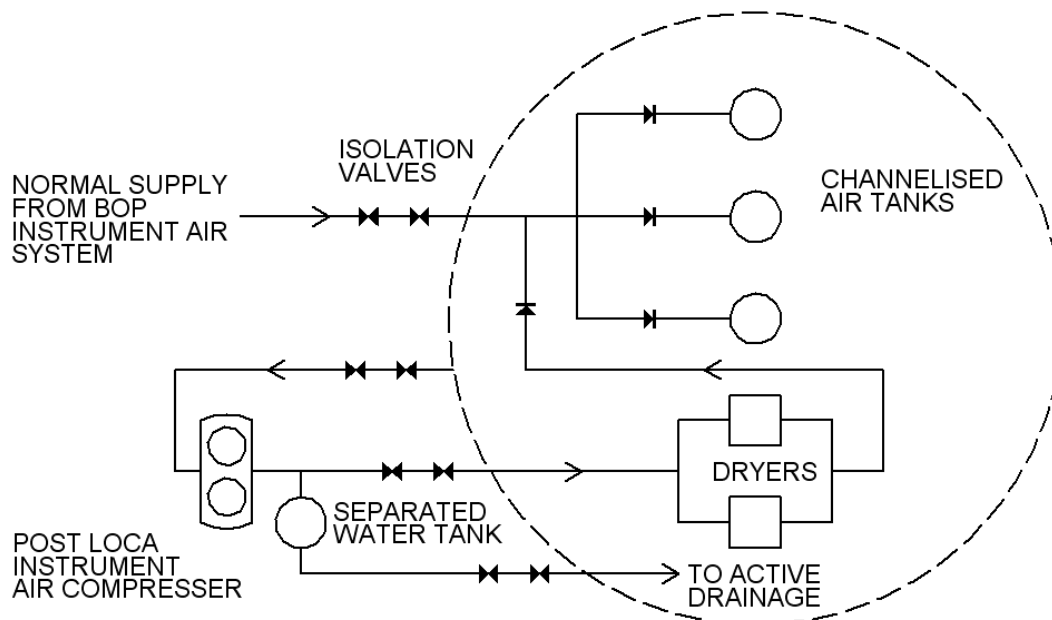 ISOLATION
VALVES
NORMAL SUPPLY
FROM BOP
INSTRUMENT AIR
SYSTEM
CHANNELISED
AIR TANKS
DRYERS
SEPARATED
WATER TANK
POST LOCA
INSTRUMENT
AIR COMPRESSER
TO ACTIVE
DRAINAGE